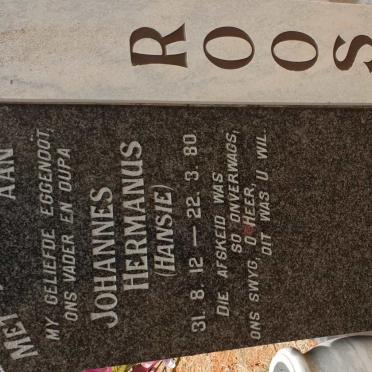 ROOS
MET
AAN
MY GELIEFDE EGGENOOT,
ONS VADER EN OUPA
JOHANNES
HERMANUS
(HANSIE)
31. 8. 12 — 22. 3. 80
DIE AFSKEID WAS
SO ONVERWAGS,
ONS SWYG, O HEER,
DIT WAS U WIL.